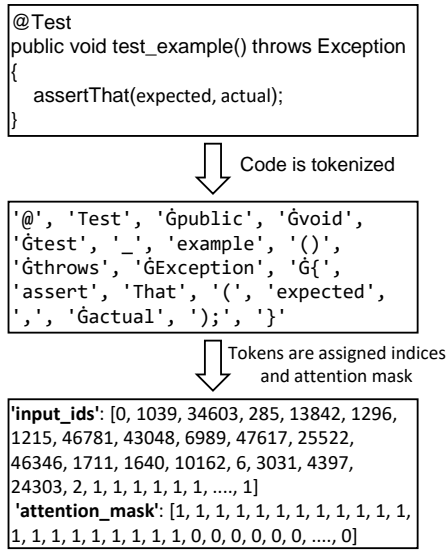 @Test
public void test_example() throws Exception
{
assertThat(expected, actual);
}
Code is tokenized
'@', 'Test', 'Ġpublic', 'Ġvoid',
'Ġtest', '_', 'example', '()',
'Ġthrows', 'ĠException', 'Ġ{',
'assert', 'That', '(', 'expected',
',', 'Ġactual', ');', '}'
Tokens are assigned indices
and attention mask
'input_ids': [0, 1039, 34603, 285, 13842, 1296,
1215, 46781, 43048, 6989, 47617, 25522,
46346, 1711, 1640, 10162, 6, 3031, 4397,
24303, 2, 1, 1, 1, 1, 1, 1, ...., 1]
'attention_mask': [1, 1, 1, 1, 1, 1, 1, 1, 1, 1, 1, 1,
1, 1, 1, 1, 1, 1, 1, 1, 1, 0, 0, 0, 0, 0, 0, ...., 0]